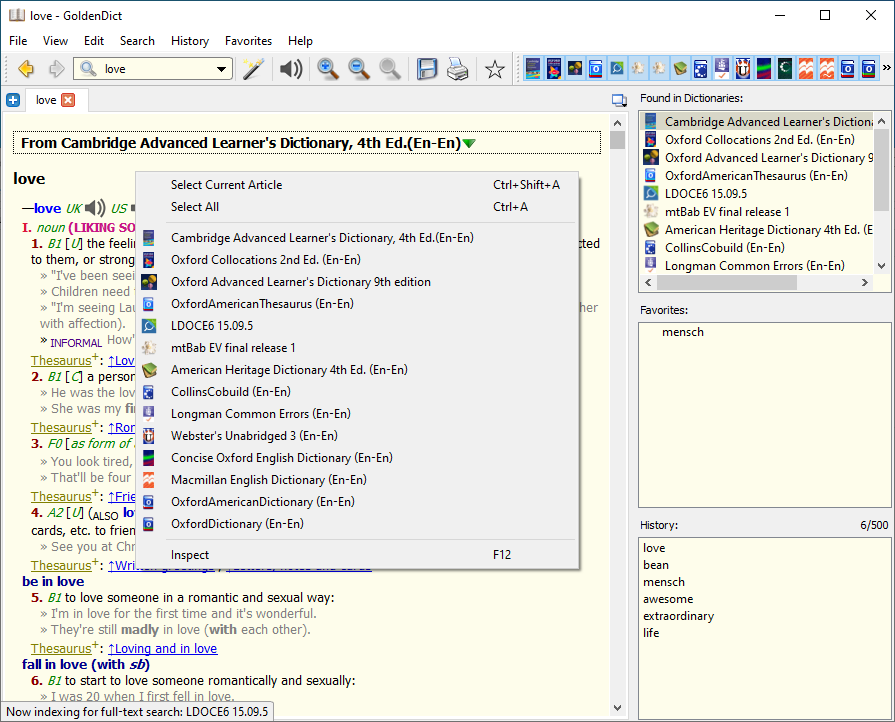 love - GoldenDict
File View Edit Search History Favorites Help
love
love
From Cambridge Advanced Learner's Dictionary, 4th Ed.(En-En)
love
—love UK US
I. noun (LIKING SO
1. B1 [U] the feelin cted
to them, or strong
» "I've been seei
» Children need
» "I'm seeing Lau her
with affection).
» INFORMAL How'
Thesaurus+: ↑Lov
2. B1 [C] a person
» He was the lov
» She was my fi
Thesaurus+: ↑Ror
3. F0 [as form of
» You look tired,
» That'll be four
Thesaurus+: ↑Frie
4. A2 [U] (ALSO lo
cards, etc. to frien
» See you at Chr
Thesaurus+: ↑Writ
be in love
5. B1 to love someone in a romantic and sexual way:
» I'm in love for the first time and it's wonderful.
» They're still madly in love (with each other).
Thesaurus+: ↑Loving and in love
fall in love (with sb)
6. B1 to start to love someone romantically and sexually:
» I was 20 when I first fell in love.
Now indexing for full-text search: LDOCE6 15.09.5
Select Current Article Ctrl+Shift+A
Select All Ctrl+A
Cambridge Advanced Learner's Dictionary, 4th Ed.(En-En)
Oxford Collocations 2nd Ed. (En-En)
Oxford Advanced Learner's Dictionary 9th edition
OxfordAmericanThesaurus (En-En)
LDOCE6 15.09.5
mtBab EV final release 1
American Heritage Dictionary 4th Ed. (En-En)
CollinsCobuild (En-En)
Longman Common Errors (En-En)
Webster's Unabridged 3 (En-En)
Concise Oxford English Dictionary (En-En)
Macmillan English Dictionary (En-En)
OxfordAmericanDictionary (En-En)
OxfordDictionary (En-En)
Inspect F12
Found in Dictionaries:
Cambridge Advanced Learner's Dictiona
Oxford Collocations 2nd Ed. (En-En)
Oxford Advanced Learner's Dictionary 9
OxfordAmericanThesaurus (En-En)
LDOCE6 15.09.5
mtBab EV final release 1
American Heritage Dictionary 4th Ed. (E
CollinsCobuild (En-En)
Longman Common Errors (En-En)
Favorites:
mensch
History: 6/500
love
bean
mensch
awesome
extraordinary
life